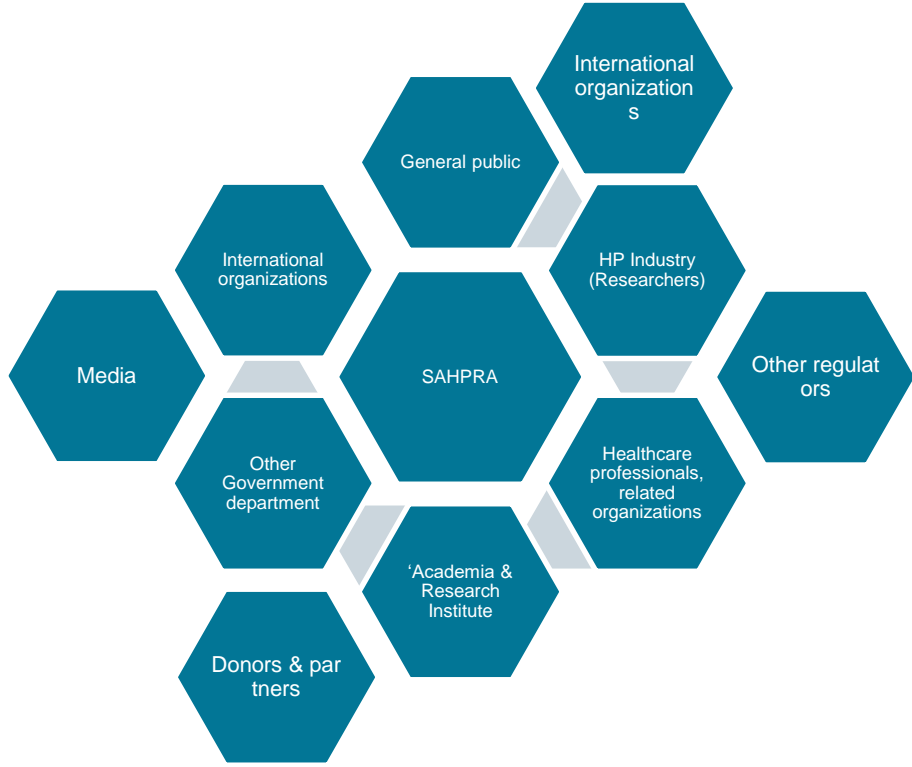 International
organization
s
General public
International
organizations
HP Industry
(Researchers)
Media
SAHPRA
Other regulat
ors
Other
Government
department
Healthcare
professionals,
related
organizations
‘Academia &
Research
Institute
Donors & par
tners